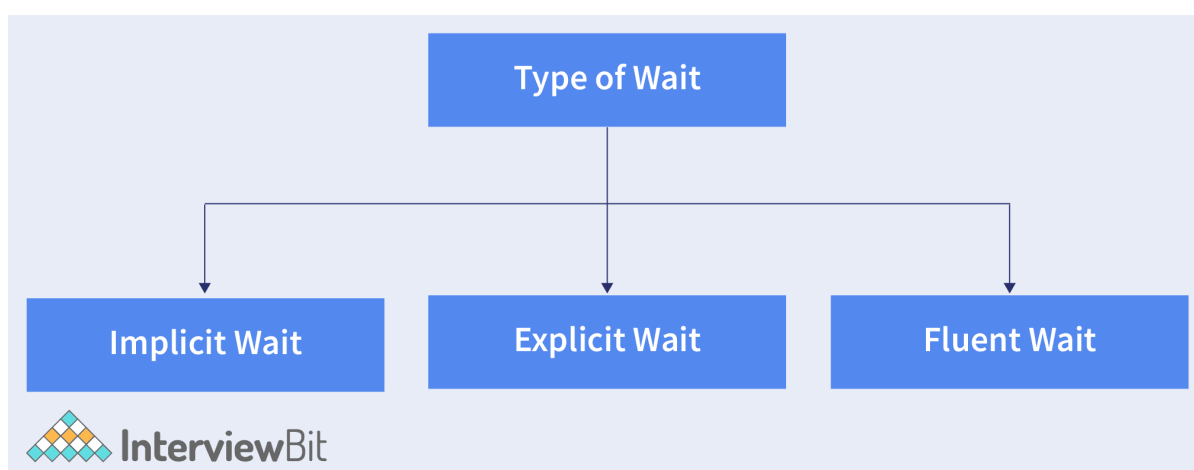 Type of Wait
Implicit Wait
Explicit Wait
Fluent Wait
InterviewBit